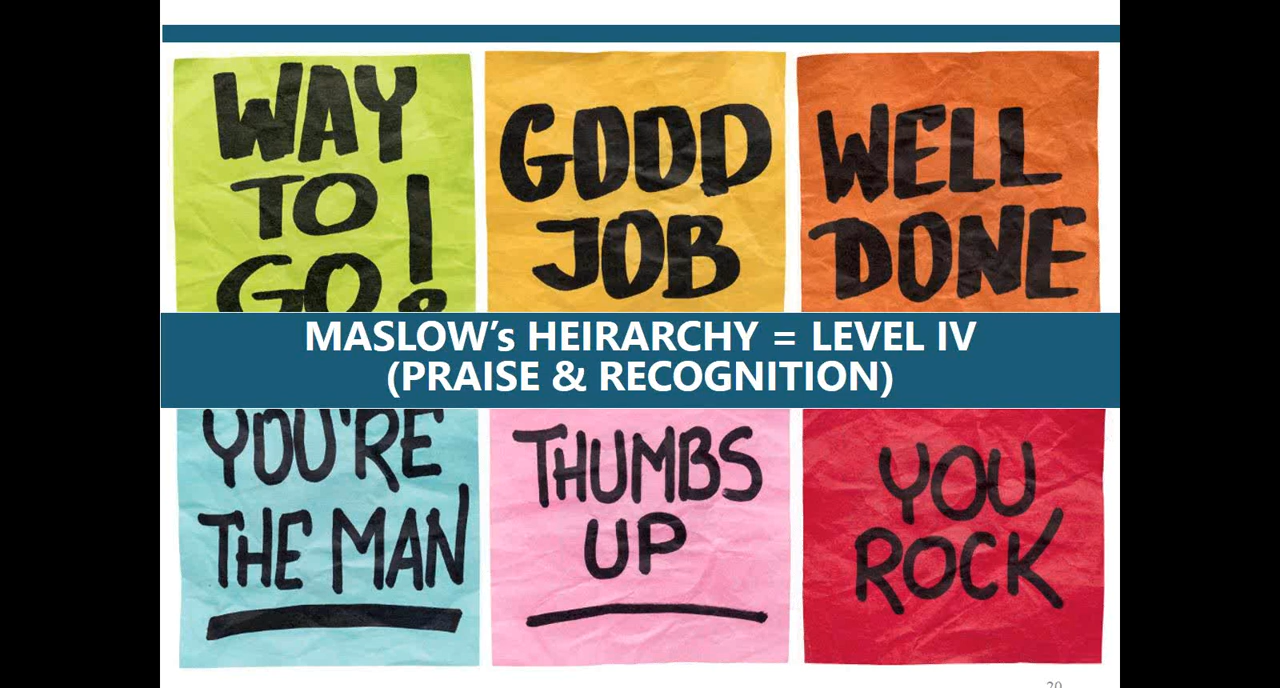 WAY
TO
GO!
GOOD
JOB
WELL
DONE
MASLOW's HEIRARCHY = LEVEL IV
(PRAISE & RECOGNITION)
YOU'RE
THE MAN
THUMBS
UP
YOU
ROCK
20